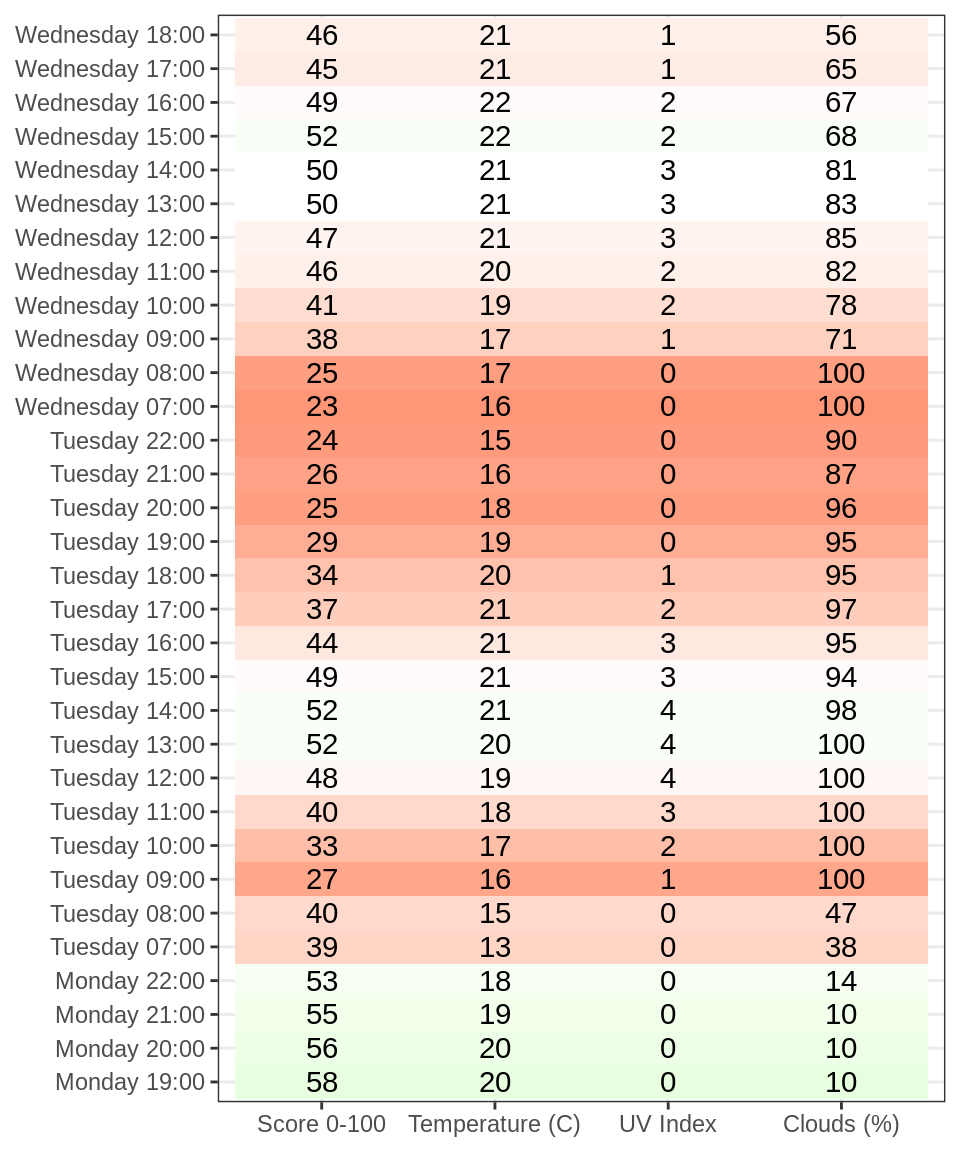 Wednesday 18:00 46 21 1 56
Wednesday 17:00 45 21 1 65
Wednesday 16:00 49 22 2 67
Wednesday 15:00 52 22 2 68
Wednesday 14:00 50 21 3 81
Wednesday 13:00 50 21 3 83
Wednesday 12:00 47 21 3 85
Wednesday 11:00 46 20 2 82
Wednesday 10:00 41 19 2 78
Wednesday 09:00 38 17 1 71
Wednesday 08:00 25 17 0 100
Wednesday 07:00 23 16 0 100
Tuesday 22:00 24 15 0 90
Tuesday 21:00 26 16 0 87
Tuesday 20:00 25 18 0 96
Tuesday 19:00 29 19 0 95
Tuesday 18:00 34 20 1 95
Tuesday 17:00 37 21 2 97
Tuesday 16:00 44 21 3 95
Tuesday 15:00 49 21 3 94
Tuesday 14:00 52 21 4 98
Tuesday 13:00 52 20 4 100
Tuesday 12:00 48 19 4 100
Tuesday 11:00 40 18 3 100
Tuesday 10:00 33 17 2 100
Tuesday 09:00 27 16 1 100
Tuesday 08:00 40 15 0 47
Tuesday 07:00 39 13 0 38
Monday 22:00 53 18 0 14
Monday 21:00 55 19 0 10
Monday 20:00 56 20 0 10
Monday 19:00 58 20 0 10
Score 0-100 Temperature (C) UV Index Clouds (%)